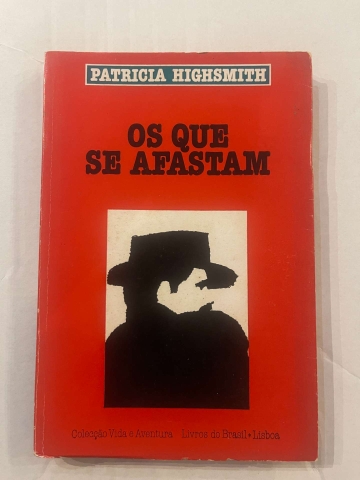 PATRICIA HIGHSMITH
OS QUE
SE AFASTAM
Colecção Vida e Aventura Livros do Brasil • Lisboa